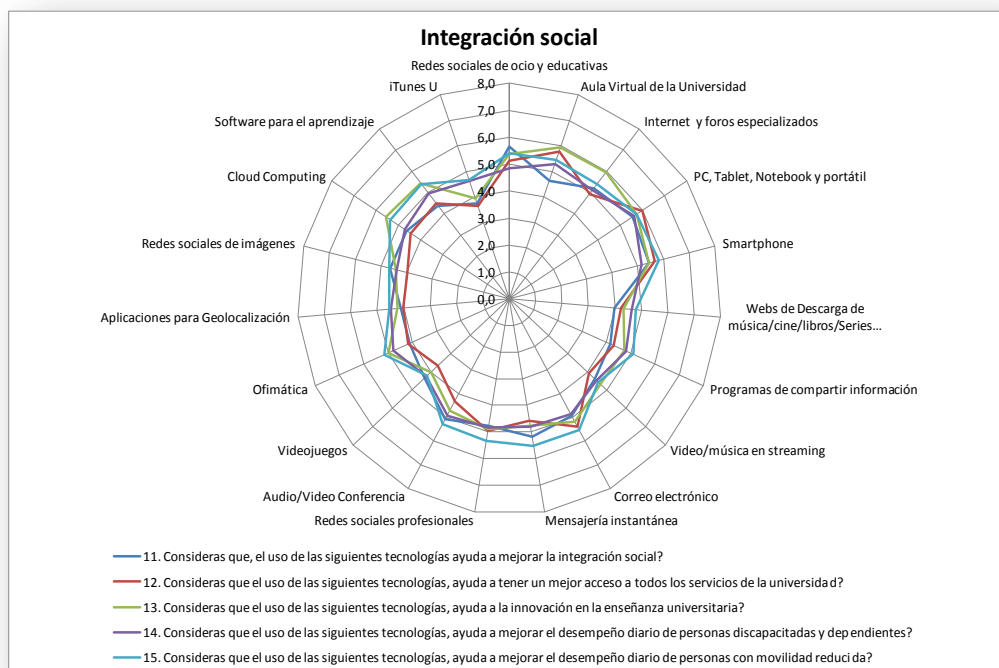 Integración social
Redes sociales de ocio y educativas
Aula Virtual de la Universidad
Internet y foros especializados
PC, Tablet, Notebook y portátil
Smartphone
Webs de Descarga de
música/cine/libros/Series...
Programas de compartir información
Video/música en streaming
Correo electrónico
Mensajería instantánea
Redes sociales profesionales
Audio/Video Conferencia
Videojuegos
Ofimática
Aplicaciones para Geolocalización
Redes sociales de imágenes
Cloud Computing
Software para el aprendizaje
iTunes U
8,0
7,0
6,0
5,0
4,0
3,0
2,0
1,0
0,0
11. Consideras que, el uso de las siguientes tecnologías ayuda a mejorar la integración social?
12. Consideras que el uso de las siguientes tecnologías, ayuda a tener un mejor acceso a todos los servicios de la universidad?
13. Consideras que el uso de las siguientes tecnologías, ayuda a la innovación en la enseñanza universitaria?
14. Consideras que el uso de las siguientes tecnologías, ayuda a mejorar el desempeño diario de personas discapacitadas y dependientes?
15. Consideras que el uso de las siguientes tecnologías, ayuda a mejorar el desempeño diario de personas con movilidad reducida?